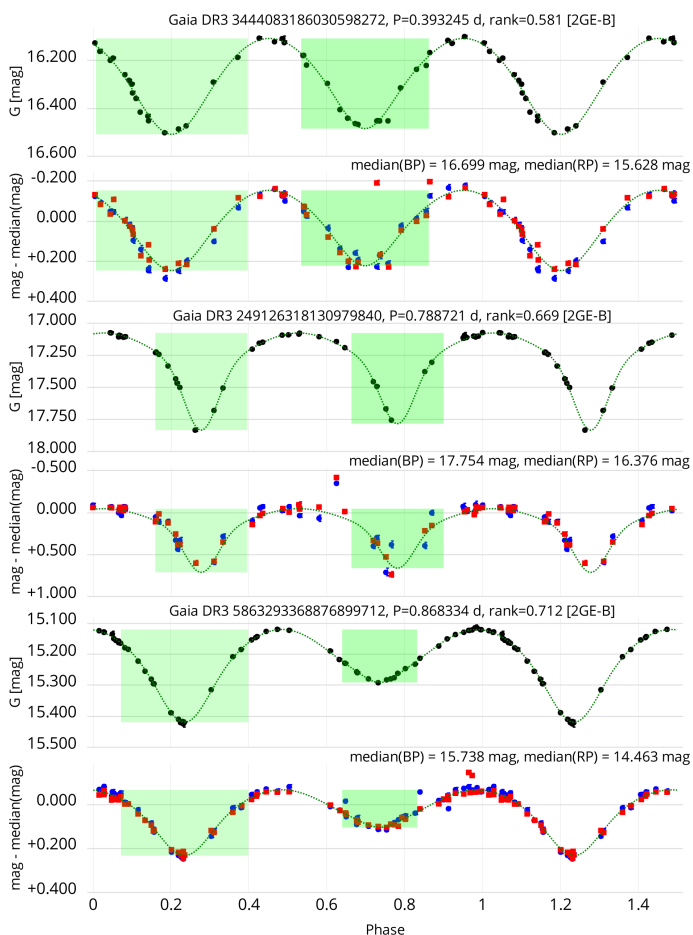 Gaia DR3 3444083186030598272, P=0.393245 d, rank=0.581 [2GE-B]
G [mag]
16.200
16.400
16.600
median(BP) = 16.699 mag, median(RP) = 15.628 mag
mag - median(mag)
-0.200
0.000
+0.200
+0.400
Gaia DR3 2491263181130979840, P=0.788721 d, rank=0.669 [2GE-B]
G [mag]
17.000
17.250
17.500
17.750
18.000
median(BP) = 17.754 mag, median(RP) = 16.376 mag
mag - median(mag)
-0.500
0.000
+0.500
+1.000
Gaia DR3 5863293368876899712, P=0.868334 d, rank=0.712 [2GE-B]
G [mag]
15.100
15.200
15.300
15.400
15.500
median(BP) = 15.738 mag, median(RP) = 14.463 mag
mag - median(mag)
0.000
+0.200
+0.400
0 0.2 0.4 0.6 0.8 1 1.2 1.4
Phase